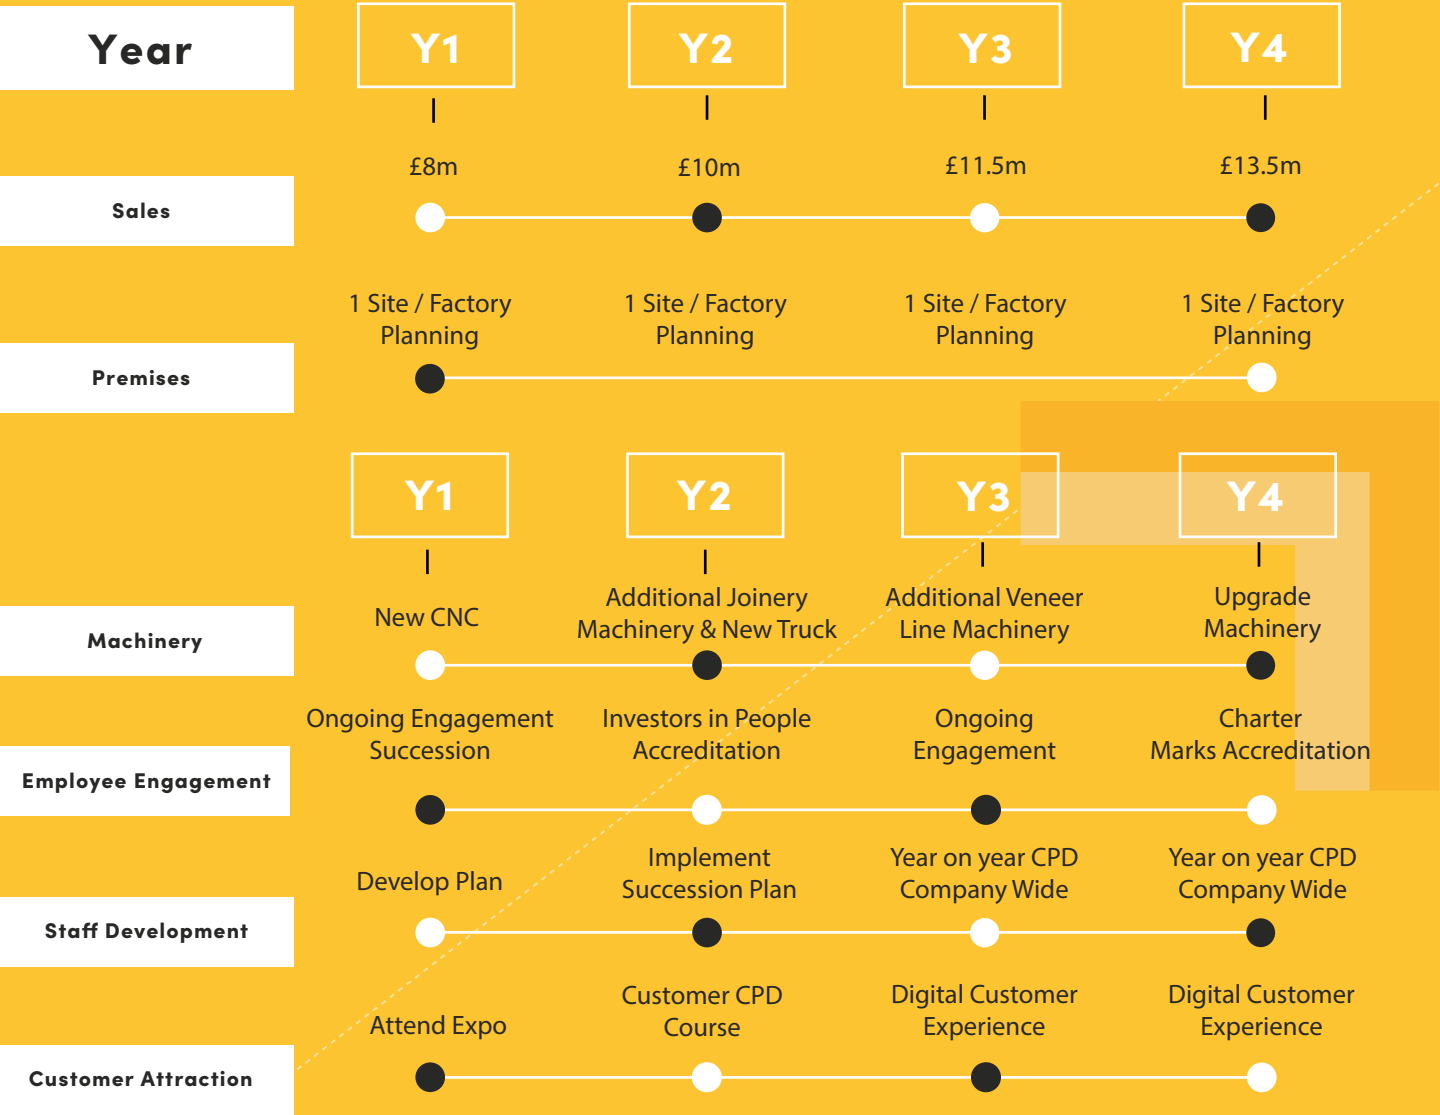 Year
Y1
Y2
Y3
Y4
£8m
£10m
£11.5m
£13.5m
Sales
1 Site / Factory
Planning
1 Site / Factory
Planning
1 Site / Factory
Planning
1 Site / Factory
Planning
Premises
Y1
Y2
Y3
Y4
New CNC
Additional Joinery
Machinery & New Truck
Additional Veneer
Line Machinery
Upgrade
Machinery
Machinery
Ongoing Engagement
Succession
Investors in People
Accreditation
Ongoing
Engagement
Charter
Marks Accreditation
Employee Engagement
Develop Plan
Implement
Succession Plan
Year on year CPD
Company Wide
Year on year CPD
Company Wide
Staff Development
Attend Expo
Customer CPD
Course
Digital Customer
Experience
Digital Customer
Experience
Customer Attraction